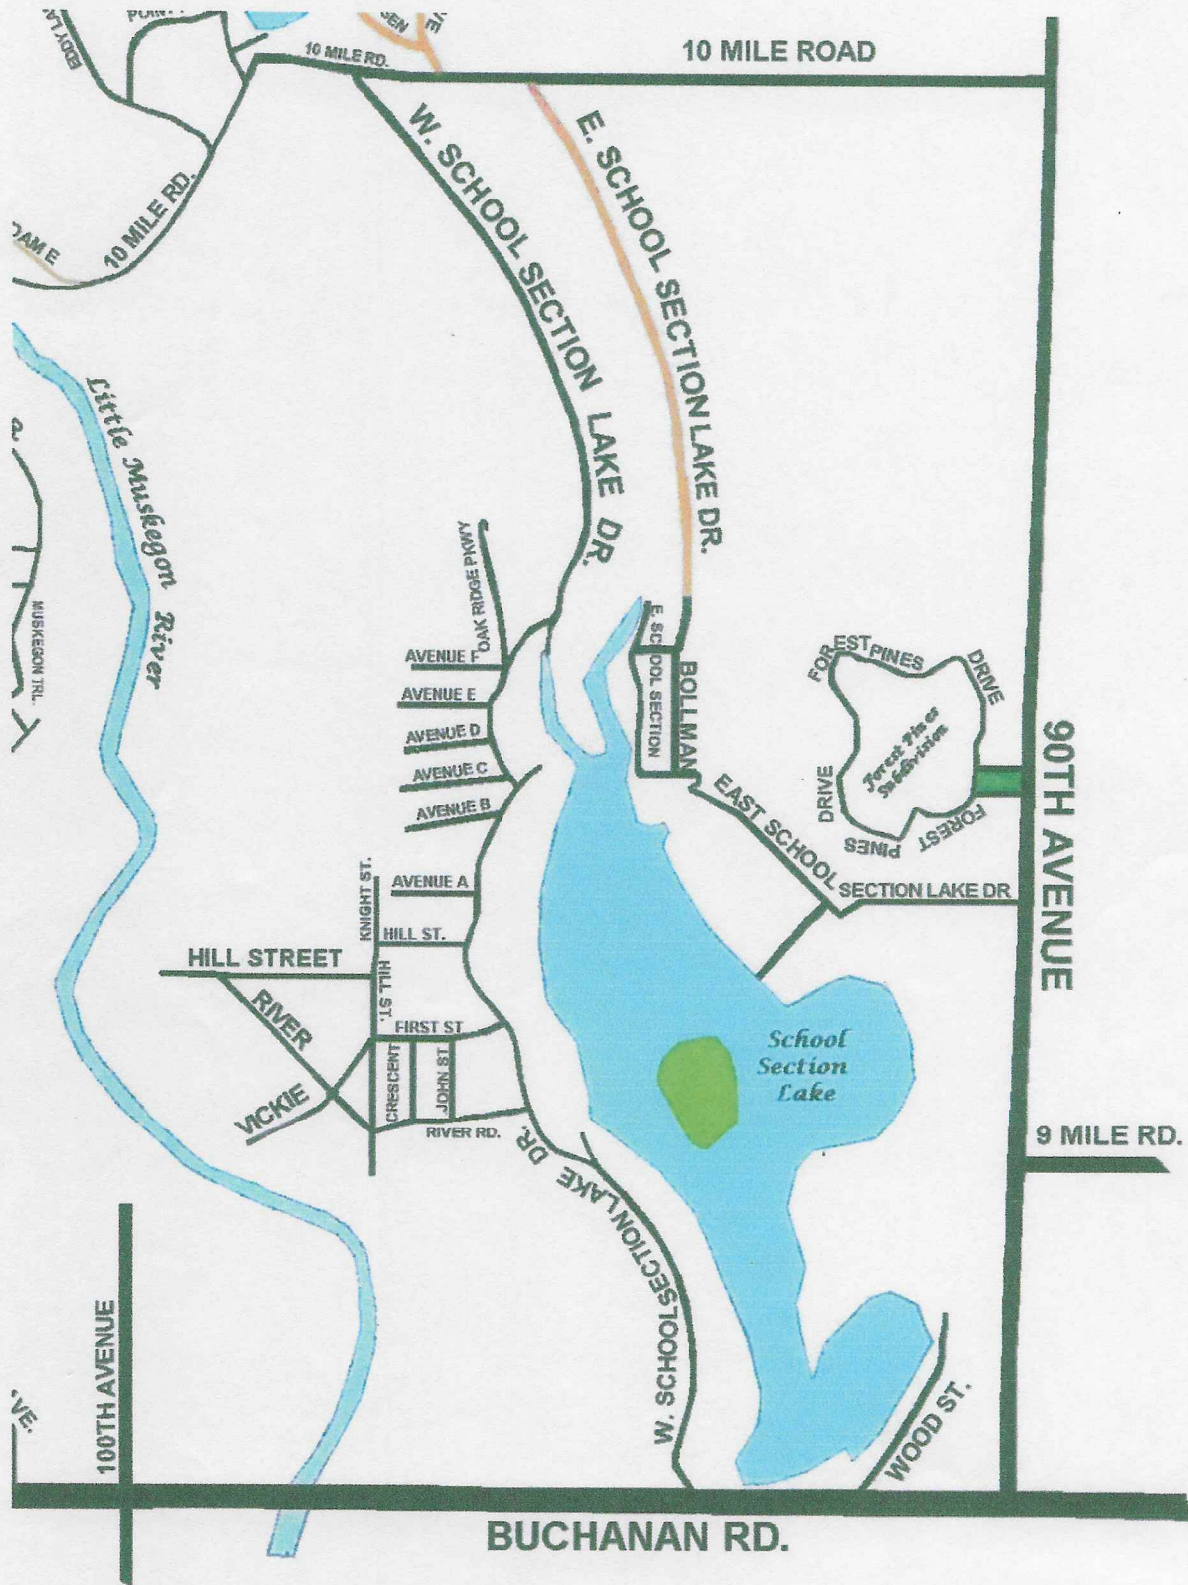 EDDY
10 MILE RD.
10 MILE ROAD
W. SCHOOL SECTION LAKE DR.
E. SCHOOL SECTION LAKE DR.
10 MILE RD.
Little Muskegon River
MUSKEGON TRL.
OAK RIDGE PKWY
AVENUE F
AVENUE E
AVENUE D
AVENUE C
AVENUE B
AVENUE A
E. SCHOOL SECTION
BOLLMAN
FOREST PINES DRIVE
Forest Pines
Subdivision
DRIVE
PINES
FOREST
90TH AVENUE
EAST SCHOOL
SECTION LAKE DR
KNIGHT ST.
HILL ST.
HILL STREET
HILL ST.
RIVER
FIRST ST
CRESCENT
JOHN ST
VICKIE
RIVER RD.
School
Section
Lake
9 MILE RD.
W. SCHOOL SECTION LAKE DR.
100TH AVENUE
WOOD ST.
VE.
BUCHANAN RD.